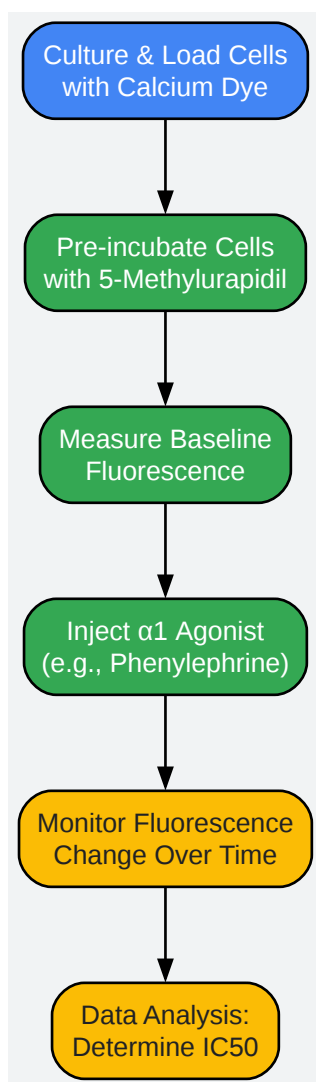 Culture & Load Cells
with Calcium Dye
Pre-incubate Cells
with 5-Methylurapidil
Measure Baseline
Fluorescence
Inject α1 Agonist
(e.g., Phenylephrine)
Monitor Fluorescence
Change Over Time
Data Analysis:
Determine IC50